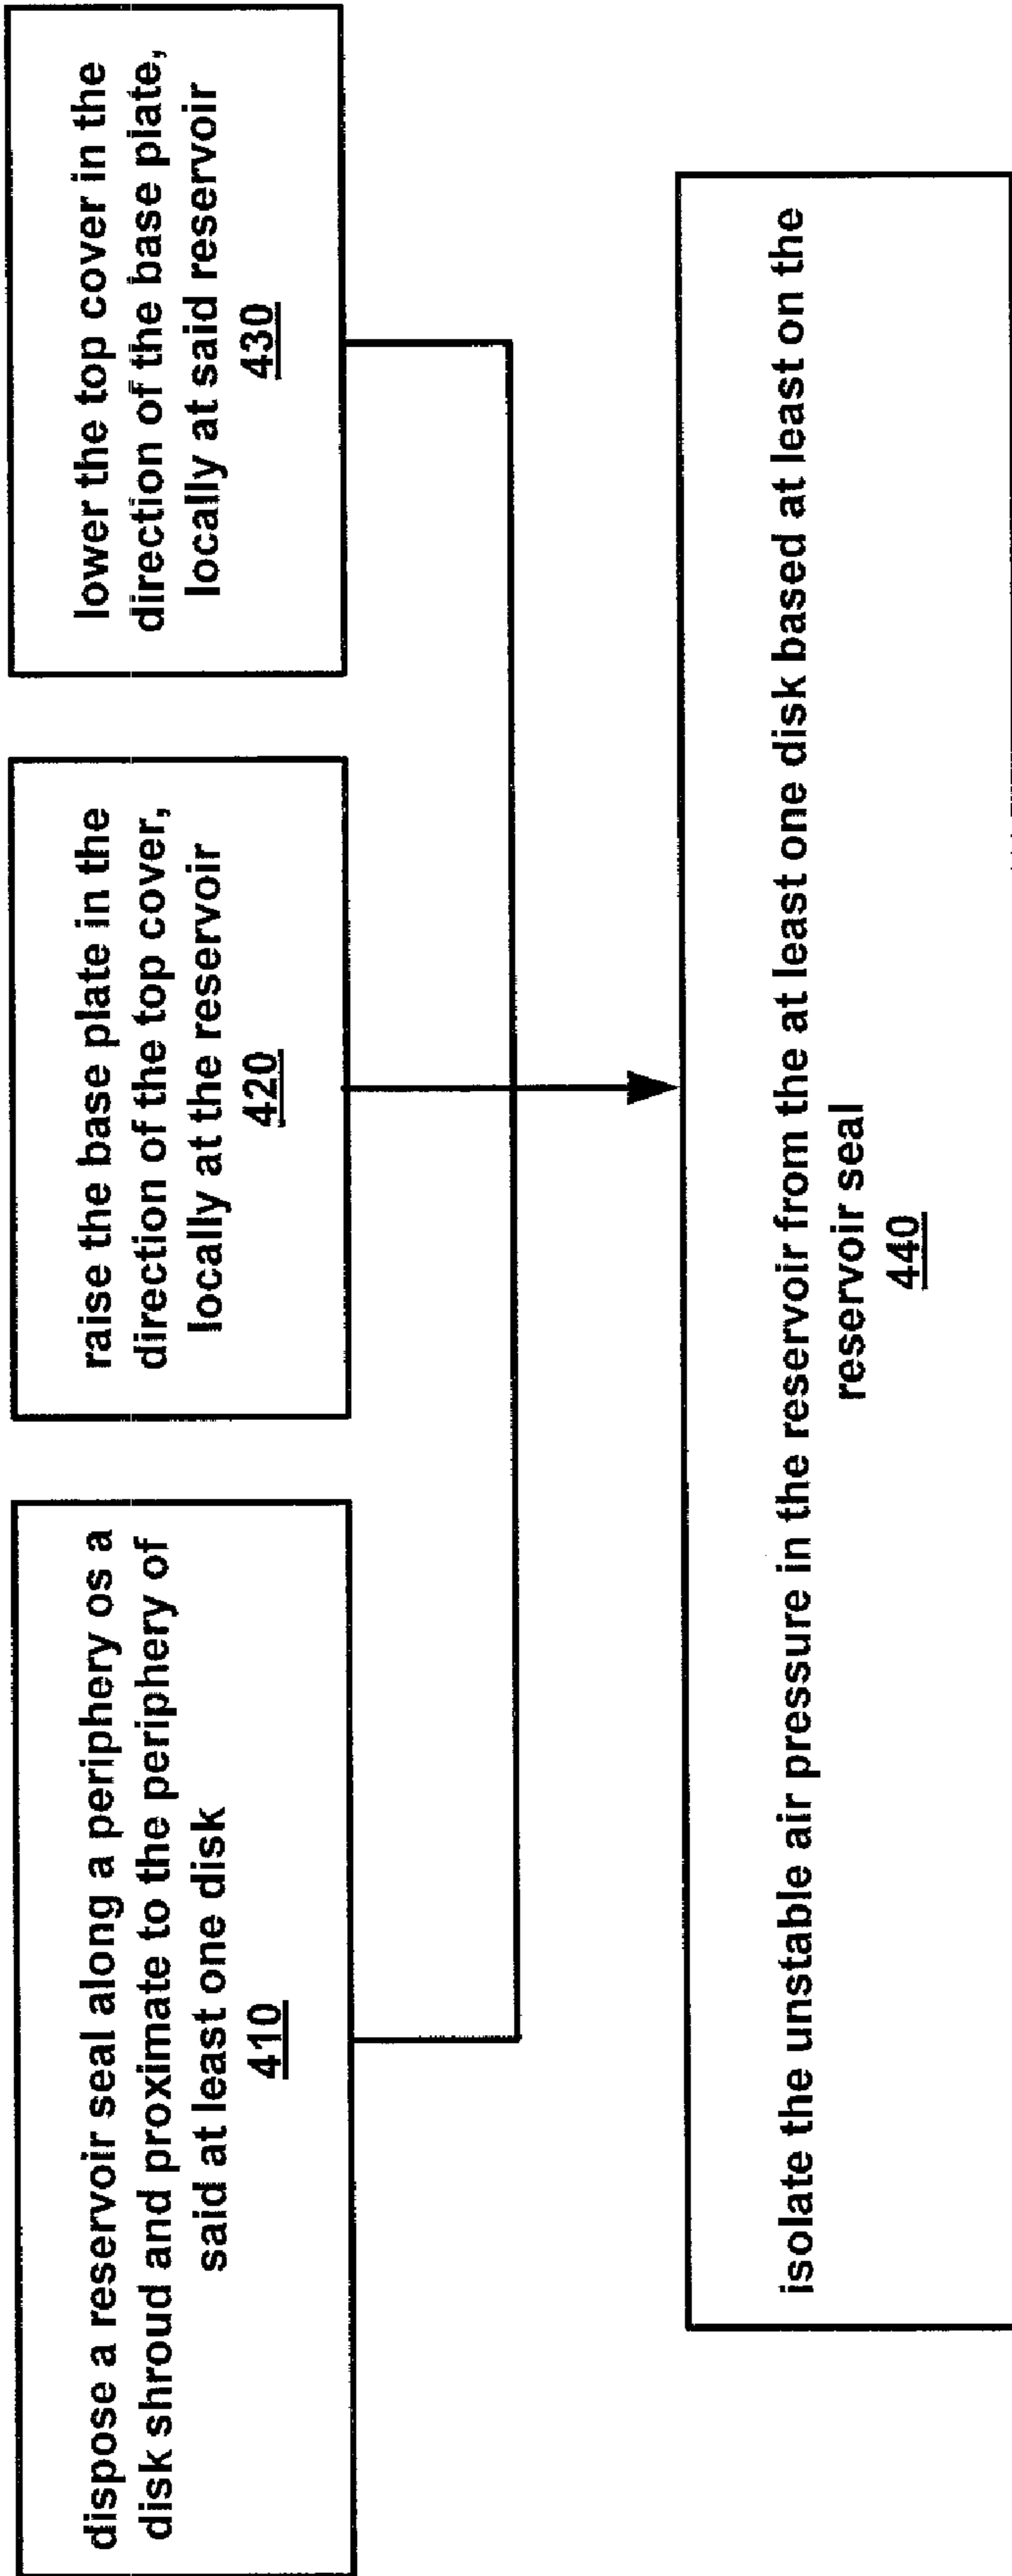 dispose a reservoir seal along a periphery os a
disk shroud and proximate to the periphery of
said at least one disk
410
raise the base plate in the
direction of the top cover,
locally at the reservoir
420
lower the top cover in the
direction of the base plate,
locally at said reservoir
430
isolate the unstable air pressure in the reservoir from the at least one disk based at least on the
reservoir seal
440